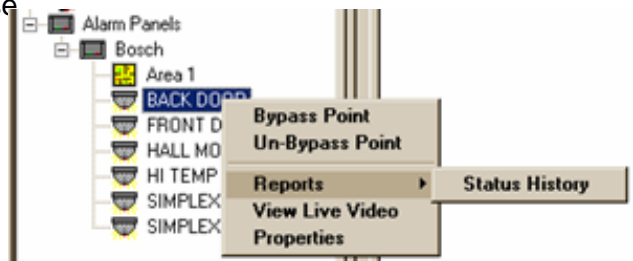 se
Alarm Panels
Bosch
Area 1
BACK DOOR
FRONT D
HALL MO
HI TEMP
SIMPLEX
SIMPLEX
Bypass Point
Un-Bypass Point
Reports
Status History
View Live Video
Properties